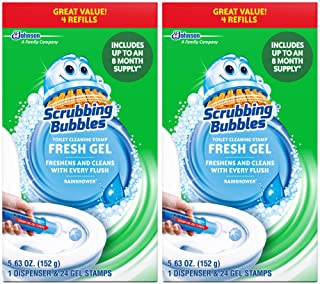 GREAT VALUE!
4 REFILLS
SC Johnson
A Family Company
INCLUDES
UP TO AN
8 MONTH
SUPPLY*
Scrubbing
Bubbles
TOILET CLEANING STAMP
FRESH GEL
FRESHENS AND CLEANS
WITH EVERY FLUSH
RAINSHOWER
5.63 OZ. (152 g)
1 DISPENSER & 24 GEL STAMPS
GREAT VALUE!
4 REFILLS
SC Johnson
A Family Company
INCLUDES
UP TO AN
8 MONTH
SUPPLY*
Scrubbing
Bubbles
TOILET CLEANING STAMP
FRESH GEL
FRESHENS AND CLEANS
WITH EVERY FLUSH
RAINSHOWER
5.63 OZ. (152 g)
1 DISPENSER & 24 GEL STAMPS